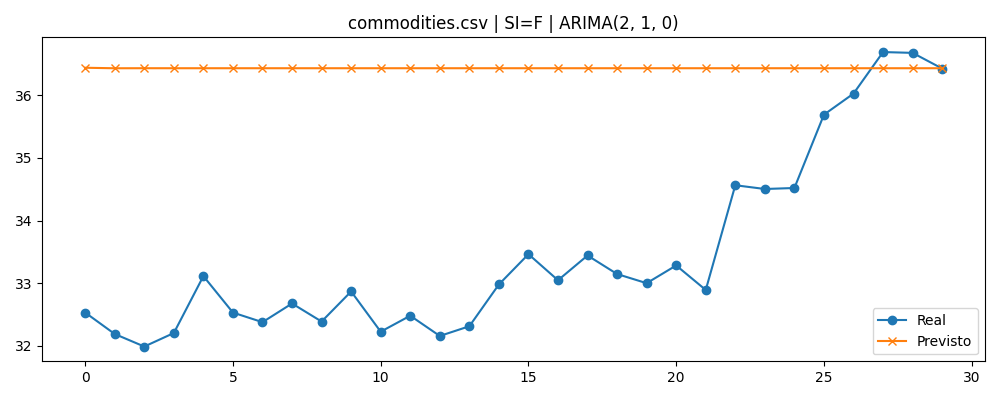 commodities.csv | SI=F | ARIMA(2, 1, 0)
36
35
34
33
32
Real
Previsto
0 5 10 15 20 25 30